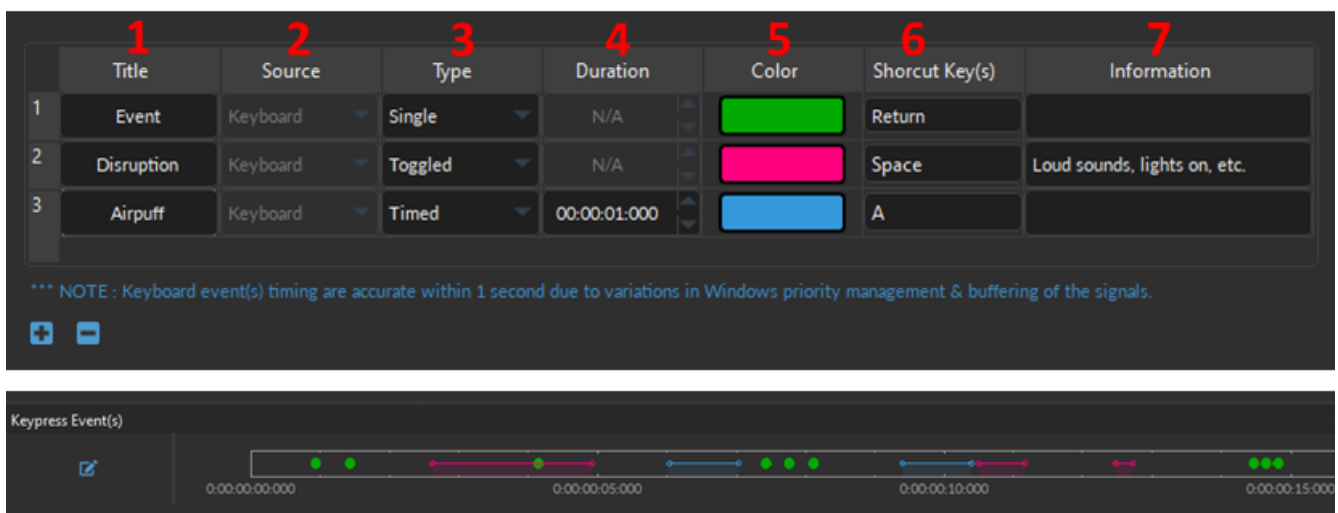 1 2 3 4 5 6 7
Title Source Type Duration Color Shorcut Key(s) Information
1 Event Keyboard Single N/A Return
2 Disruption Keyboard Toggled N/A Space Loud sounds, lights on, etc.
3 Airpuff Keyboard Timed 00:00:01:000 A
*** NOTE : Keyboard event(s) timing are accurate within 1 second due to variations in Windows priority management & buffering of the signals.
Keypress Event(s)
0:00:00:00:000 0:00:00:05:000 0:00:00:10:000 0:00:00:15:000